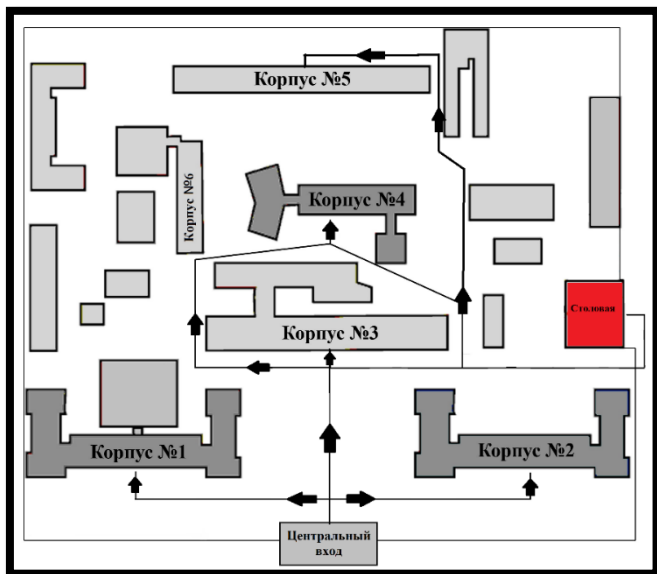 Корпус №5
Корпус №6
Корпус №4
Столовая
Корпус №3
Корпус №1
Корпус №2
Центральный
вход